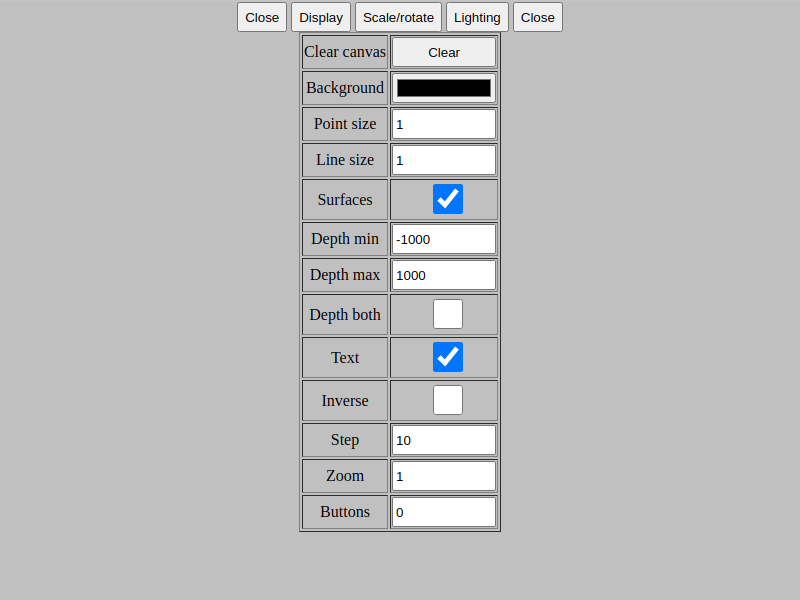 Close Display Scale/rotate Lighting Close
Clear canvas Clear
Background
Point size 1
Line size 1
Surfaces
Depth min -1000
Depth max 1000
Depth both
Text
Inverse
Step 10
Zoom 1
Buttons 0